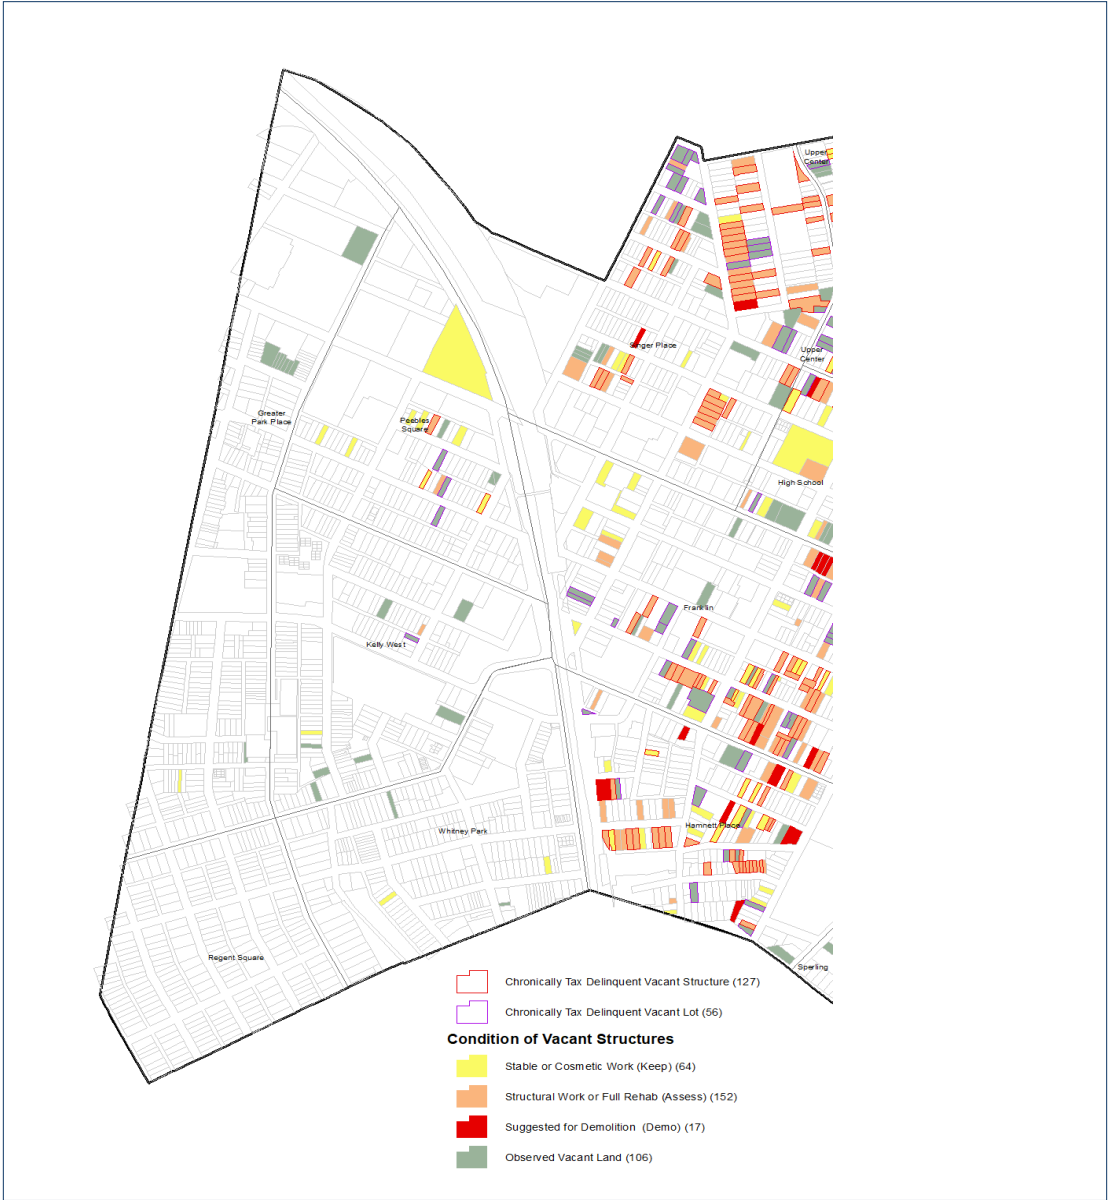 Upper
Center
Singer Place
Upper
Center
Greater
Park Place
Peebles
Square
High School
Franklin
Kelly West
Whitney Park
Hamnett Place
Regent Square
Sperling
Chronically Tax Delinquent Vacant Structure (127)
Chronically Tax Delinquent Vacant Lot (56)
Condition of Vacant Structures
Stable or Cosmetic Work (Keep) (64)
Structural Work or Full Rehab (Assess) (152)
Suggested for Demolition (Demo) (17)
Observed Vacant Land (106)